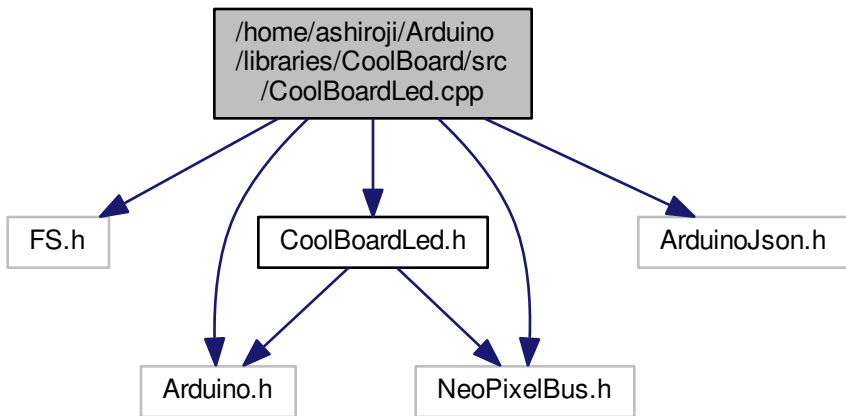 /home/ashiroji/Arduino
/libraries/CoolBoard/src
/CoolBoardLed.cpp
FS.h
CoolBoardLed.h
ArduinoJson.h
Arduino.h
NeoPixelBus.h